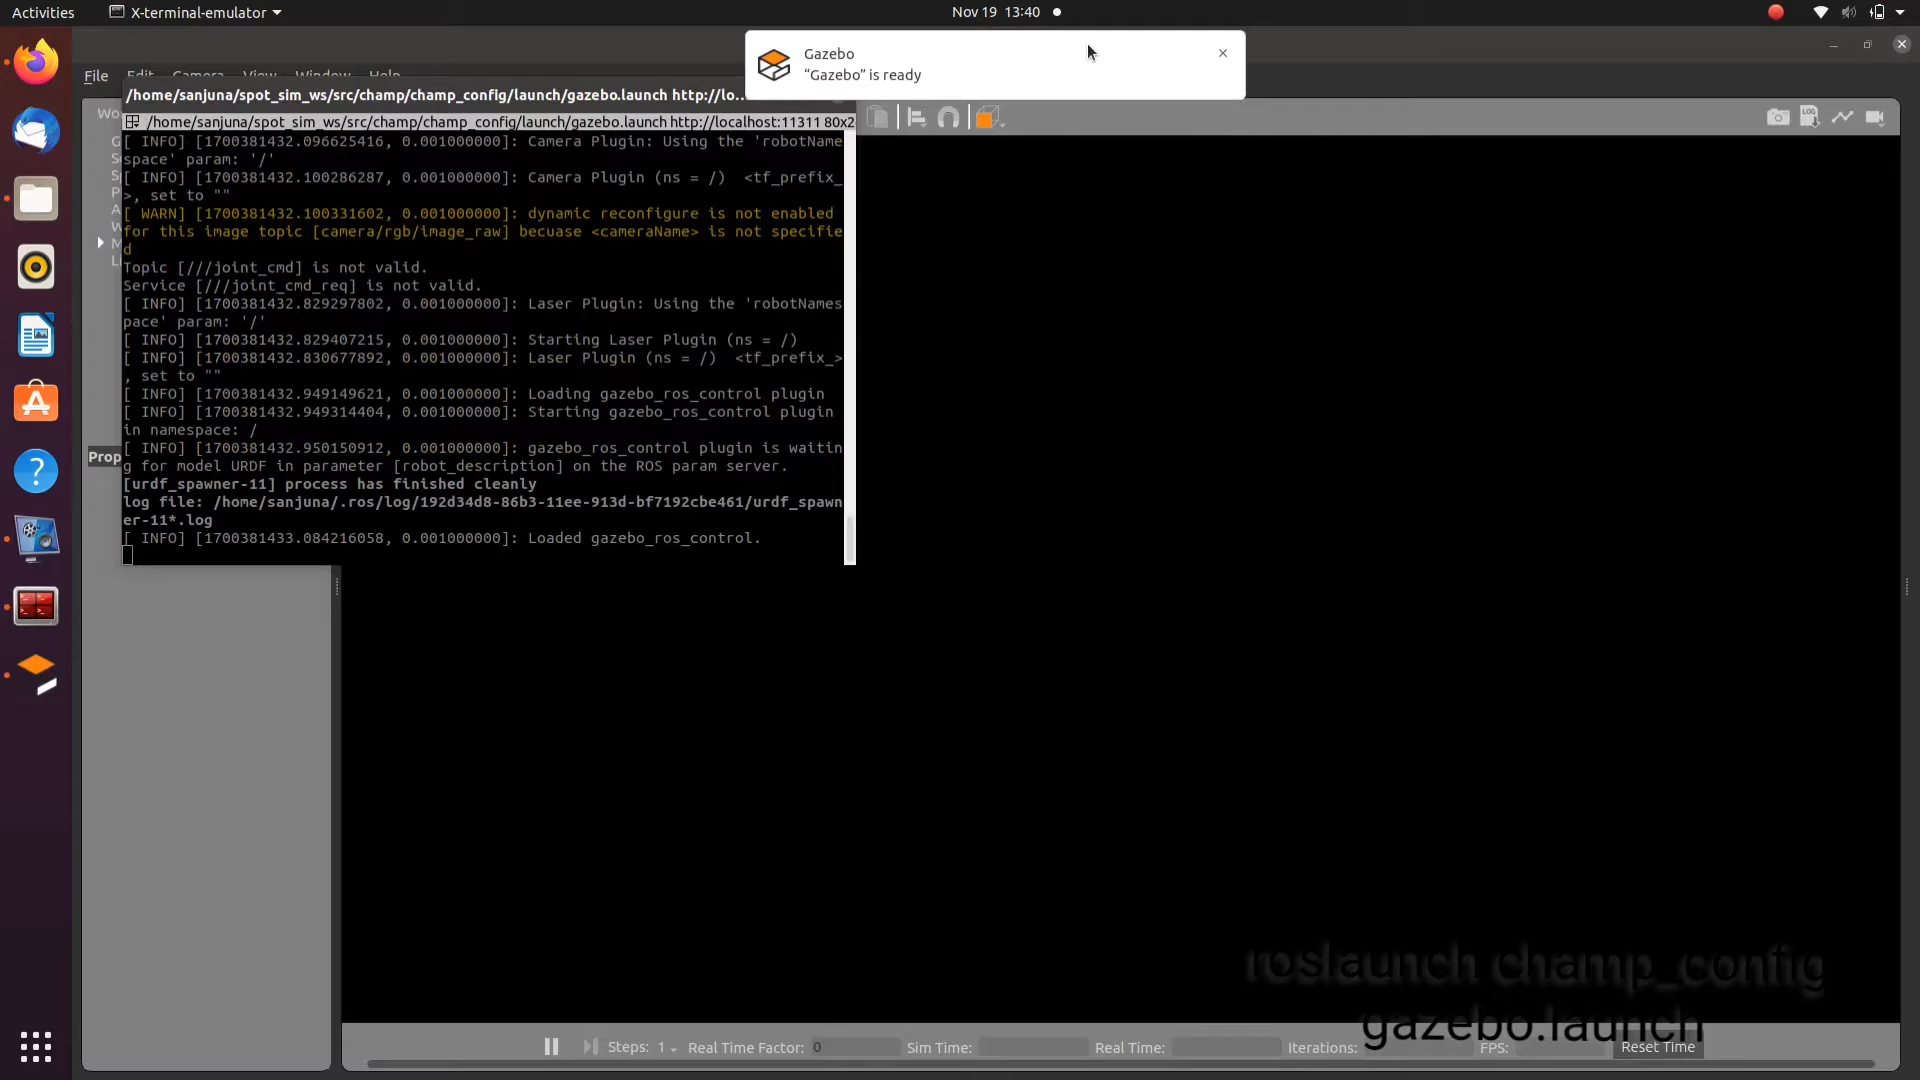 Activities
X-terminal-emulator
Nov 19 13:40
Gazebo
“Gazebo” is ready
File Edit Camera View Window Help
/home/sanjuna/spot_sim_ws/src/champ/champ_config/launch/gazebo.launch http://lo...
/home/sanjuna/spot_sim_ws/src/champ/champ_config/launch/gazebo.launch http://localhost:11311 80x2
[ INFO] [1700381432.096625416, 0.001000000]: Camera Plugin: Using the 'robotName
space' param: '/'
[ INFO] [1700381432.100286287, 0.001000000]: Camera Plugin (ns = /)  <tf_prefix_
>, set to ""
[ WARN] [1700381432.100331602, 0.001000000]: dynamic reconfigure is not enabled
for this image topic [camera/rgb/image_raw] becuase <cameraName> is not specifie
d
Topic [///joint_cmd] is not valid.
Service [///joint_cmd_req] is not valid.
[ INFO] [1700381432.829297802, 0.001000000]: Laser Plugin: Using the 'robotNames
pace' param: '/'
[ INFO] [1700381432.829407215, 0.001000000]: Starting Laser Plugin (ns = /)
[ INFO] [1700381432.830677892, 0.001000000]: Laser Plugin (ns = /)  <tf_prefix_>
, set to ""
[ INFO] [1700381432.949149621, 0.001000000]: Loading gazebo_ros_control plugin
[ INFO] [1700381432.949314404, 0.001000000]: Starting gazebo_ros_control plugin
in namespace: /
[ INFO] [1700381432.950150912, 0.001000000]: gazebo_ros_control plugin is waitin
g for model URDF in parameter [robot_description] on the ROS param server.
[urdf_spawner-11] process has finished cleanly
log file: /home/sanjuna/.ros/log/192d34d8-86b3-11ee-913d-bf7192cbe461/urdf_spawn
er-11*.log
[ INFO] [1700381433.084216058, 0.001000000]: Loaded gazebo_ros_control.
Prop
roslaunch champ_config
gazebo.launch
Steps: 1 Real Time Factor: 0 Sim Time: Real Time: Iterations: FPS: Reset Time